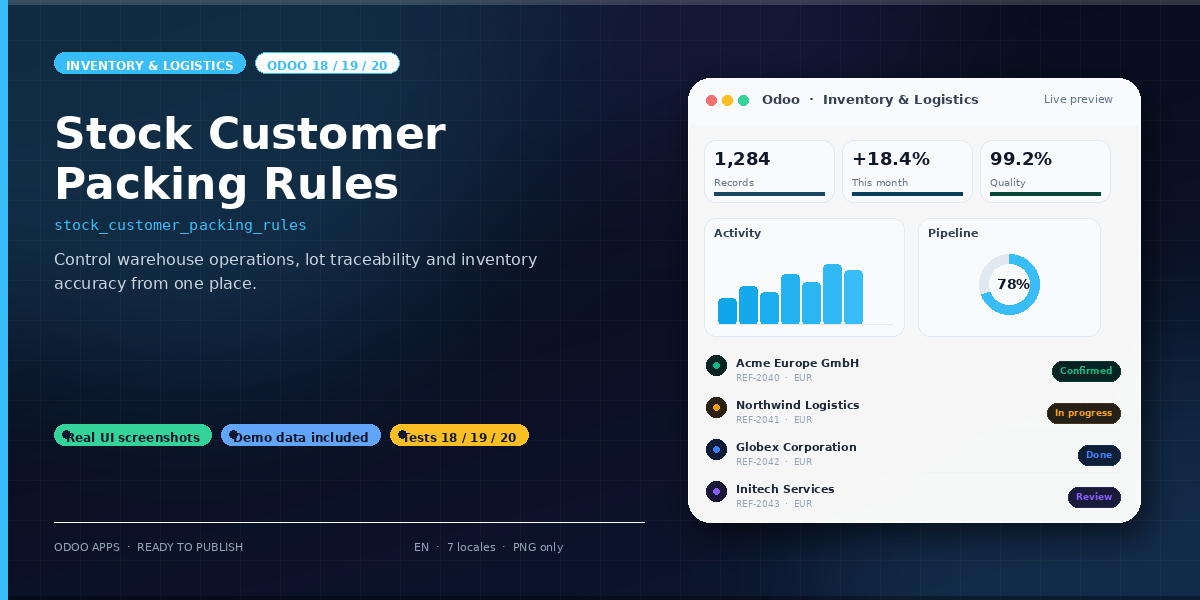 INVENTORY & LOGISTICS
ODOO 18 / 19 / 20
Stock Customer
Packing Rules
stock_customer_packing_rules
Control warehouse operations, lot traceability and inventory
accuracy from one place.
Real UI screenshots
Demo data included
Tests 18 / 19 / 20
ODOO APPS · READY TO PUBLISH
EN · 7 locales · PNG only
Odoo · Inventory & Logistics
Live preview
1,284
Records
+18.4%
This month
99.2%
Quality
Activity
Pipeline
78%
Acme Europe GmbH
REF-2040 · EUR
Confirmed
Northwind Logistics
REF-2041 · EUR
In progress
Globex Corporation
REF-2042 · EUR
Done
Initech Services
REF-2043 · EUR
Review